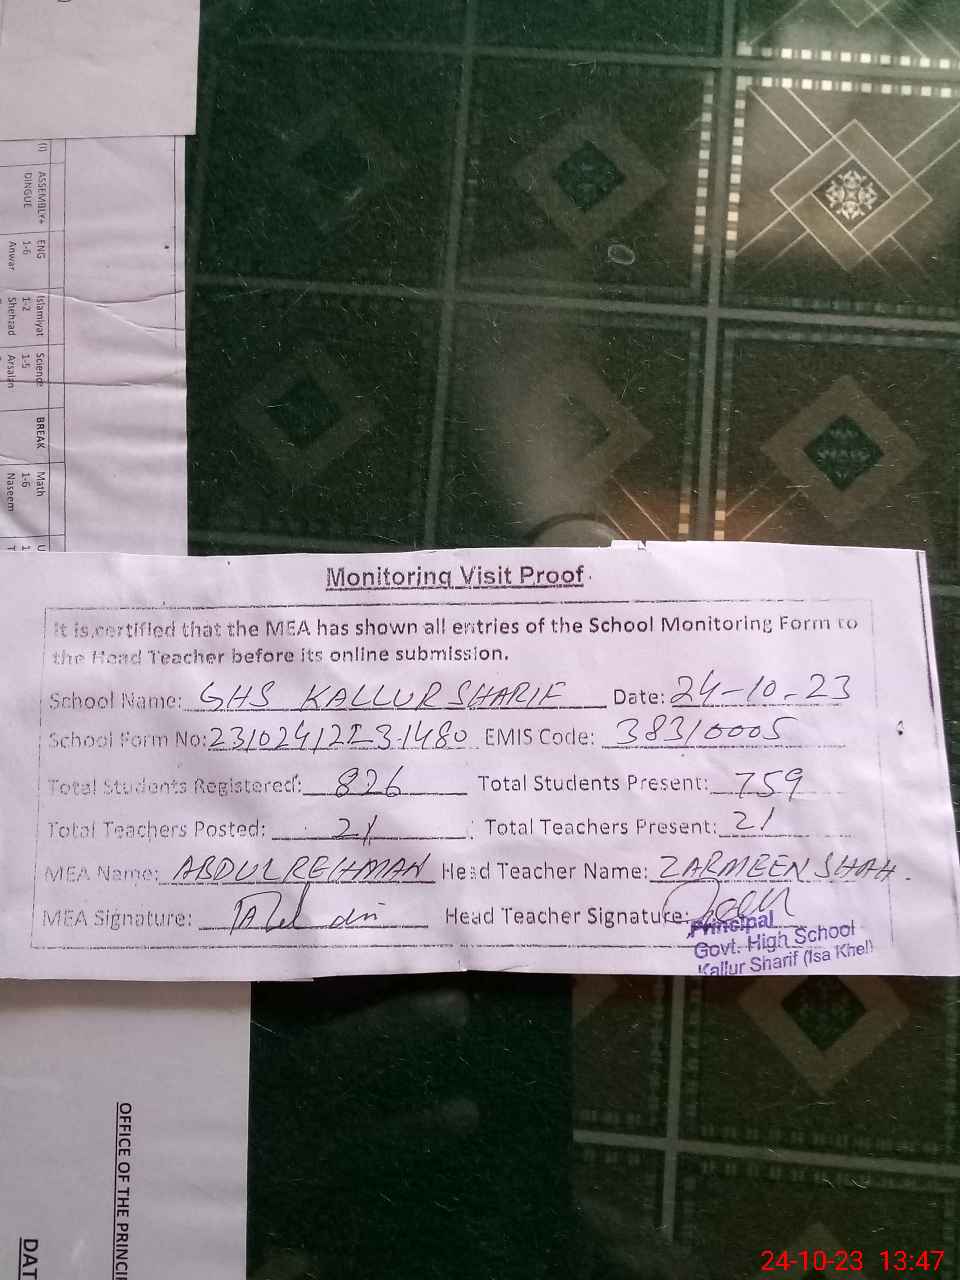 (I)
ASSEMBLY+
DINGUE
ENG
1-6
Anwar
Islamiyat
1-2
Shehzad
Science
1-5
Arsalan
BREAK
Math
1-6
Naseem
Monitoring Visit Proof
It is certified that the MEA has shown all entries of the School Monitoring Form to
the Head Teacher before its online submission.
School Name: GHS KALLUR SHARIF Date: 24-10-23
School Form No: EMIS Code: 38310005
Total Students Registered: 826 Total Students Present: 759
Total Teachers Posted: 21 Total Teachers Present: 21
MEA Name: ABDUL REHMAN Head Teacher Name: ZARMEEN SHAH.
MEA Signature: Head Teacher Signature:
Principal
Govt. High School
Kallur Sharif (Isa Khel)
OFFICE OF THE PRINCI
DAT
24-10-23 13:47